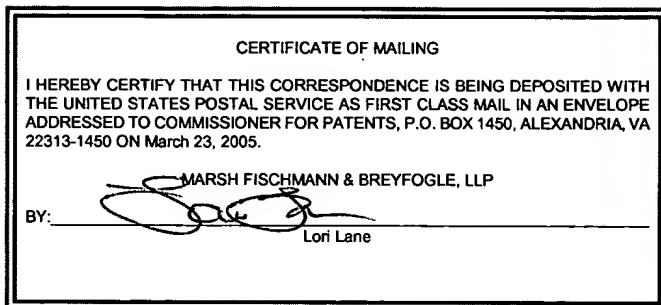 CERTIFICATE OF MAILING
I HEREBY CERTIFY THAT THIS CORRESPONDENCE IS BEING DEPOSITED WITH
THE UNITED STATES POSTAL SERVICE AS FIRST CLASS MAIL IN AN ENVELOPE
ADDRESSED TO COMMISSIONER FOR PATENTS, P.O. BOX 1450, ALEXANDRIA, VA
22313-1450 ON March 23, 2005.
MARSH FISCHMANN & BREYFOGLE, LLP
BY:
Lori Lane